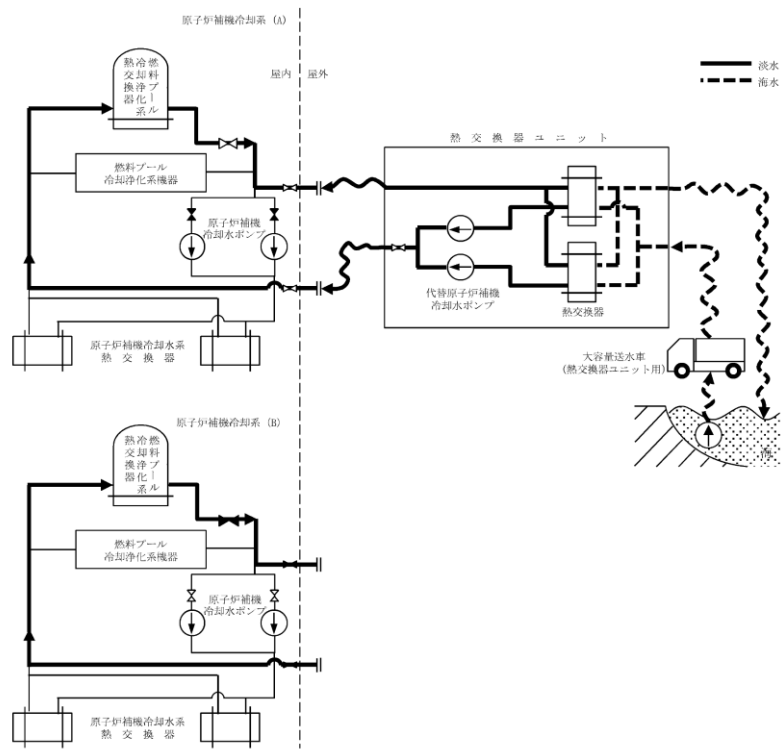 原子炉補機冷却系 (A)
屋内
屋外
燃料プール
冷却浄化系
熱交換器
燃料プール
冷却浄化系機器
原子炉補機
冷却水ポンプ
原子炉補機冷却水系
熱交換器
淡水
海水
熱交換器ユニット
代替原子炉補機
冷却水ポンプ
熱交換器
大容量送水車
(熱交換器ユニット用)
海
原子炉補機冷却系 (B)
燃料プール
冷却浄化系
熱交換器
燃料プール
冷却浄化系機器
原子炉補機
冷却水ポンプ
原子炉補機冷却水系
熱交換器